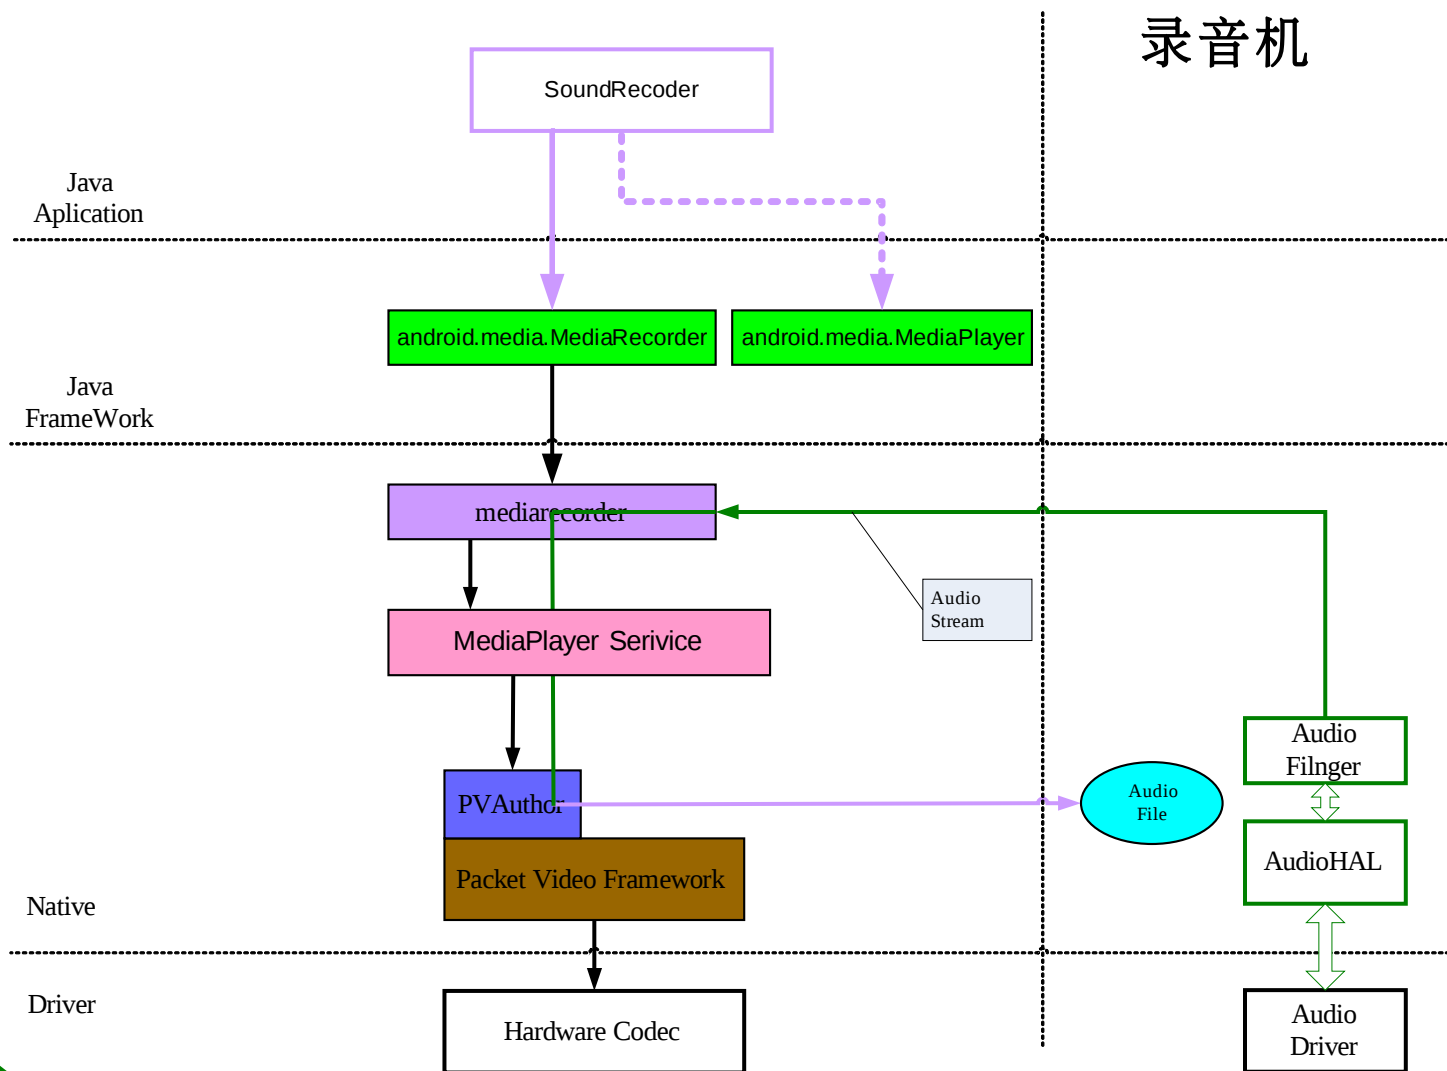 录音机
SoundRecoder
Java
Aplication
android.media.MediaRecorder
android.media.MediaPlayer
Java
FrameWork
mediarecorder
Audio
Stream
MediaPlayer Serivice
Audio
Filnger
PVAuthor
Audio
File
AudioHAL
Packet Video Framework
Native
Driver
Hardware Codec
Audio
Driver